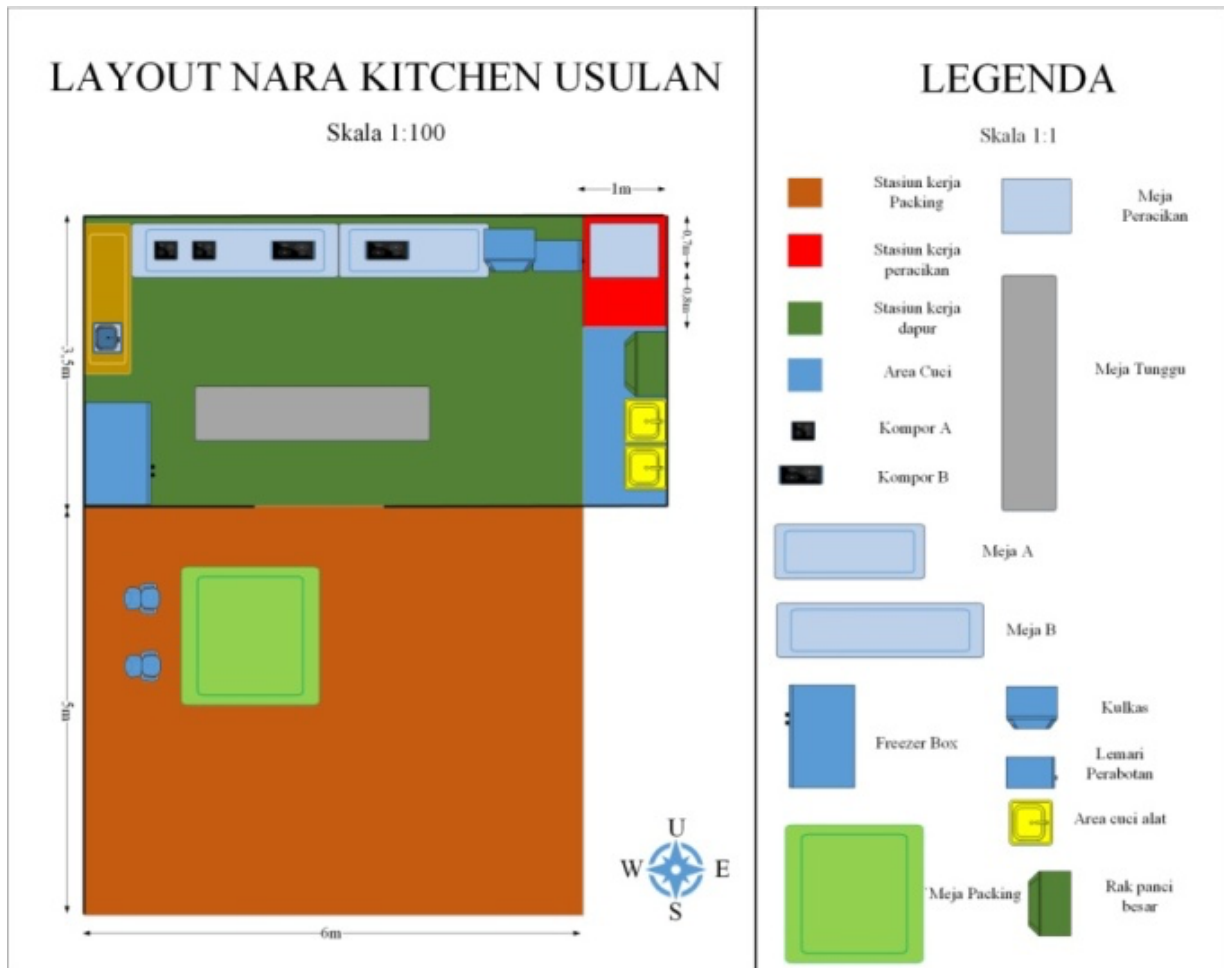 LAYOUT NARA KITCHEN USULAN
Skala 1:100
1m
0,7m
0,8m
3,5m
5m
6m
U
W
E
S
LEGENDA
Skala 1:1
Stasiun kerja
Packing
Meja
Peracikan
Stasiun kerja
peracikan
Stasiun kerja
dapur
Area Cuci
Meja Tunggu
Kompor A
Kompor B
Meja A
Meja B
Freezer Box
Kulkas
Lemari
Perabotan
Area cuci alat
Meja Packing
Rak panci
besar